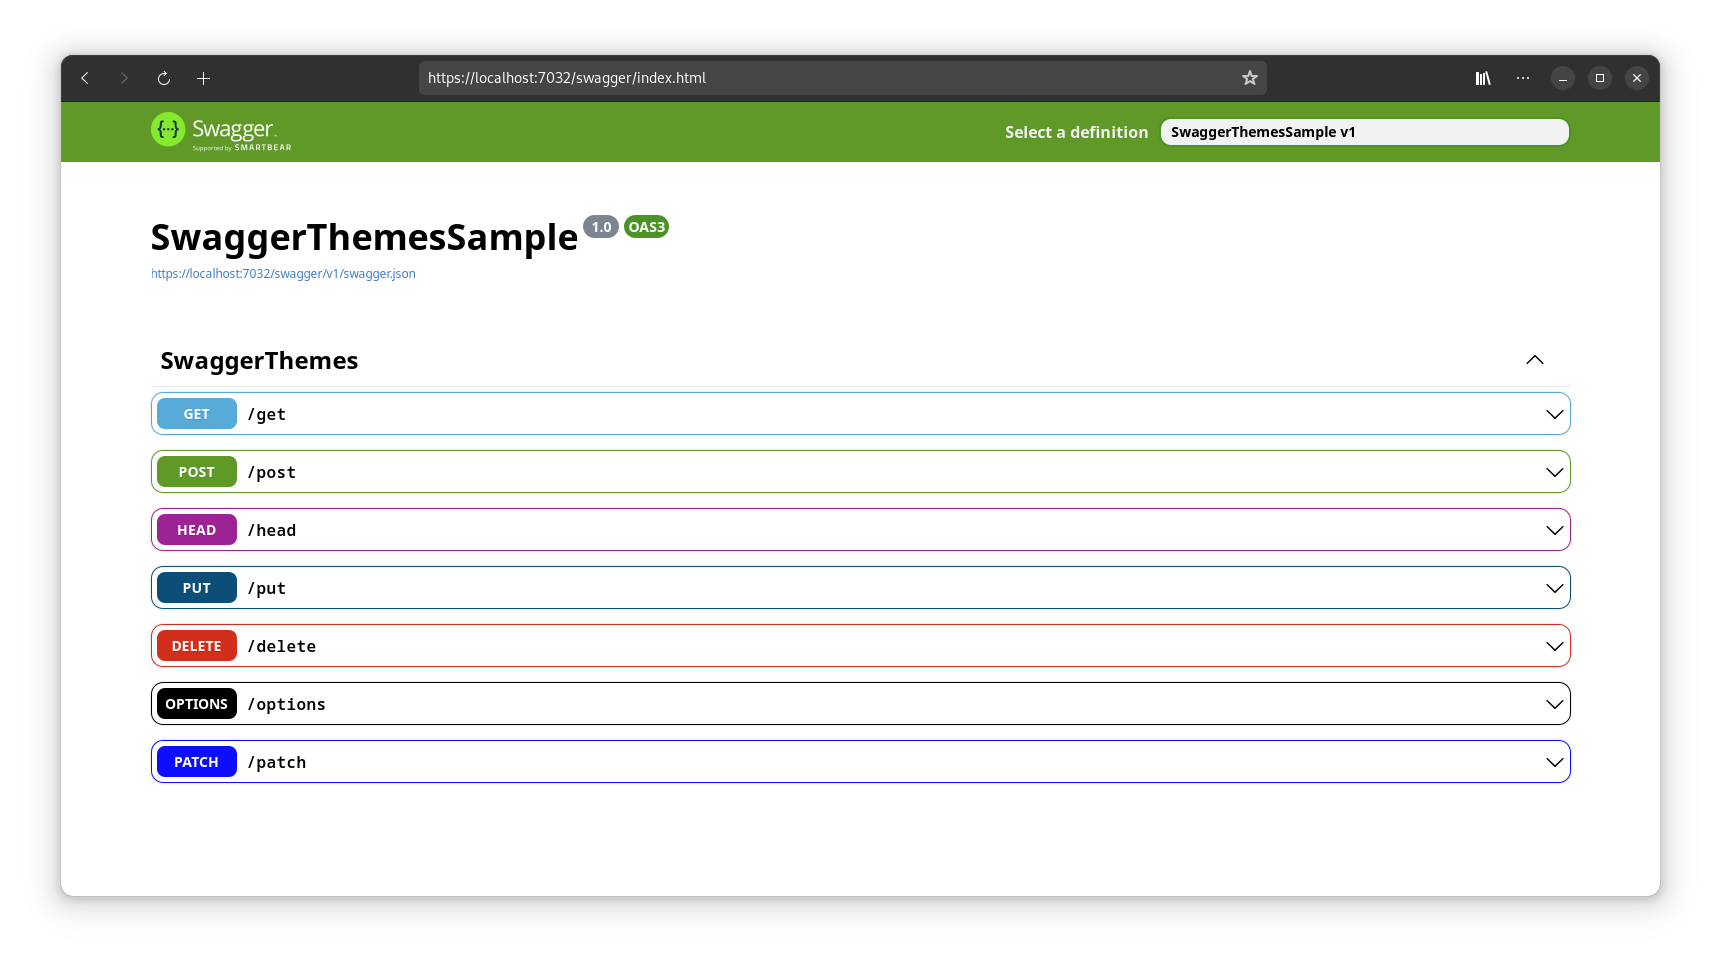 https://localhost:7032/swagger/index.html
Swagger.
Supported by SMARTBEAR
Select a definition
SwaggerThemesSample v1
SwaggerThemesSample 1.0 OAS3
https://localhost:7032/swagger/v1/swagger.json
SwaggerThemes
GET /get
POST /post
HEAD /head
PUT /put
DELETE /delete
OPTIONS /options
PATCH /patch